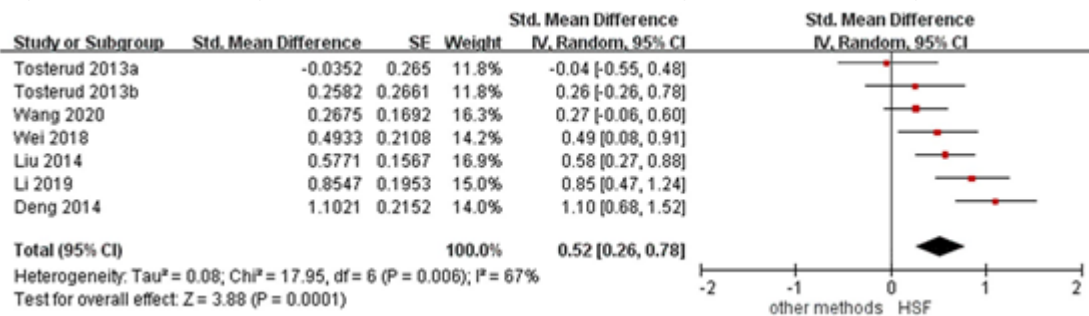 Std. Mean Difference Std. Mean Difference
Study or Subgroup Std. Mean Difference SE Weight IV, Random, 95% CI IV, Random, 95% CI
Tosterud 2013a -0.0352 0.265 11.8% -0.04 [-0.55, 0.48]
Tosterud 2013b 0.2582 0.2661 11.8% 0.26 [-0.26, 0.78]
Wang 2020 0.2675 0.1692 16.3% 0.27 [-0.06, 0.60]
Wei 2018 0.4933 0.2108 14.2% 0.49 [0.08, 0.91]
Liu 2014 0.5771 0.1567 16.9% 0.58 [0.27, 0.88]
Li 2019 0.8547 0.1953 15.0% 0.85 [0.47, 1.24]
Deng 2014 1.1021 0.2152 14.0% 1.10 [0.68, 1.52]
Total (95% CI) 100.0% 0.52 [0.26, 0.78]
Heterogeneity: Tau² = 0.08; Chi² = 17.95, df = 6 (P = 0.006); I² = 67%
Test for overall effect: Z = 3.88 (P = 0.0001)
-2 -1 0 1 2
other methods HSF